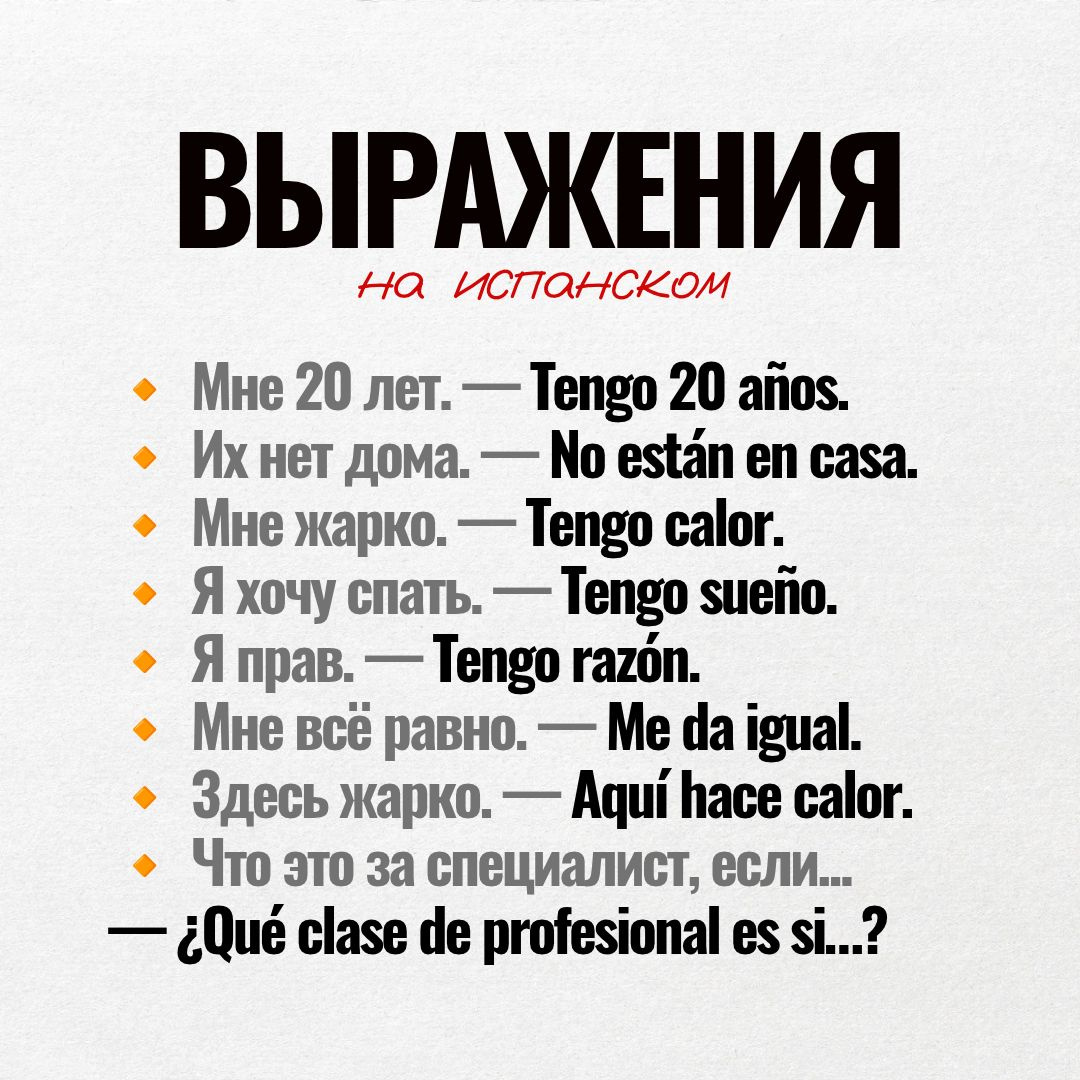 ВЫРАЖЕНИЯ
на испанском
🔸 Мне 20 лет. — Tengo 20 años.
🔸 Их нет дома. — No están en casa.
🔸 Мне жарко. — Tengo calor.
🔸 Я хочу спать. — Tengo sueño.
🔸 Я прав. — Tengo razón.
🔸 Мне всё равно. — Me da igual.
🔸 Здесь жарко. — Aquí hace calor.
🔸 Что это за специалист, если...
— ¿Qué clase de profesional es si...?